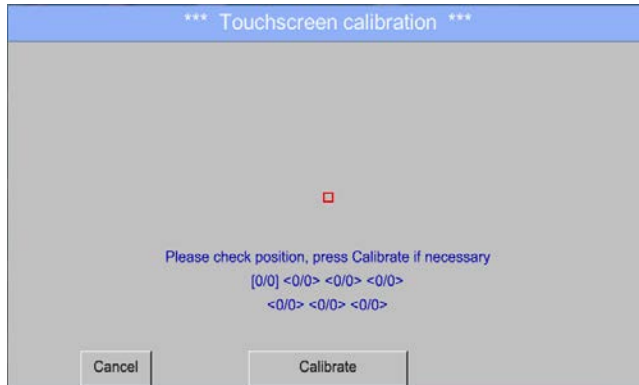 *** Touchscreen calibration ***
Please check position, press Calibrate if necessary
[0/0] <0/0> <0/0> <0/0>
<0/0> <0/0> <0/0>
Cancel Calibrate